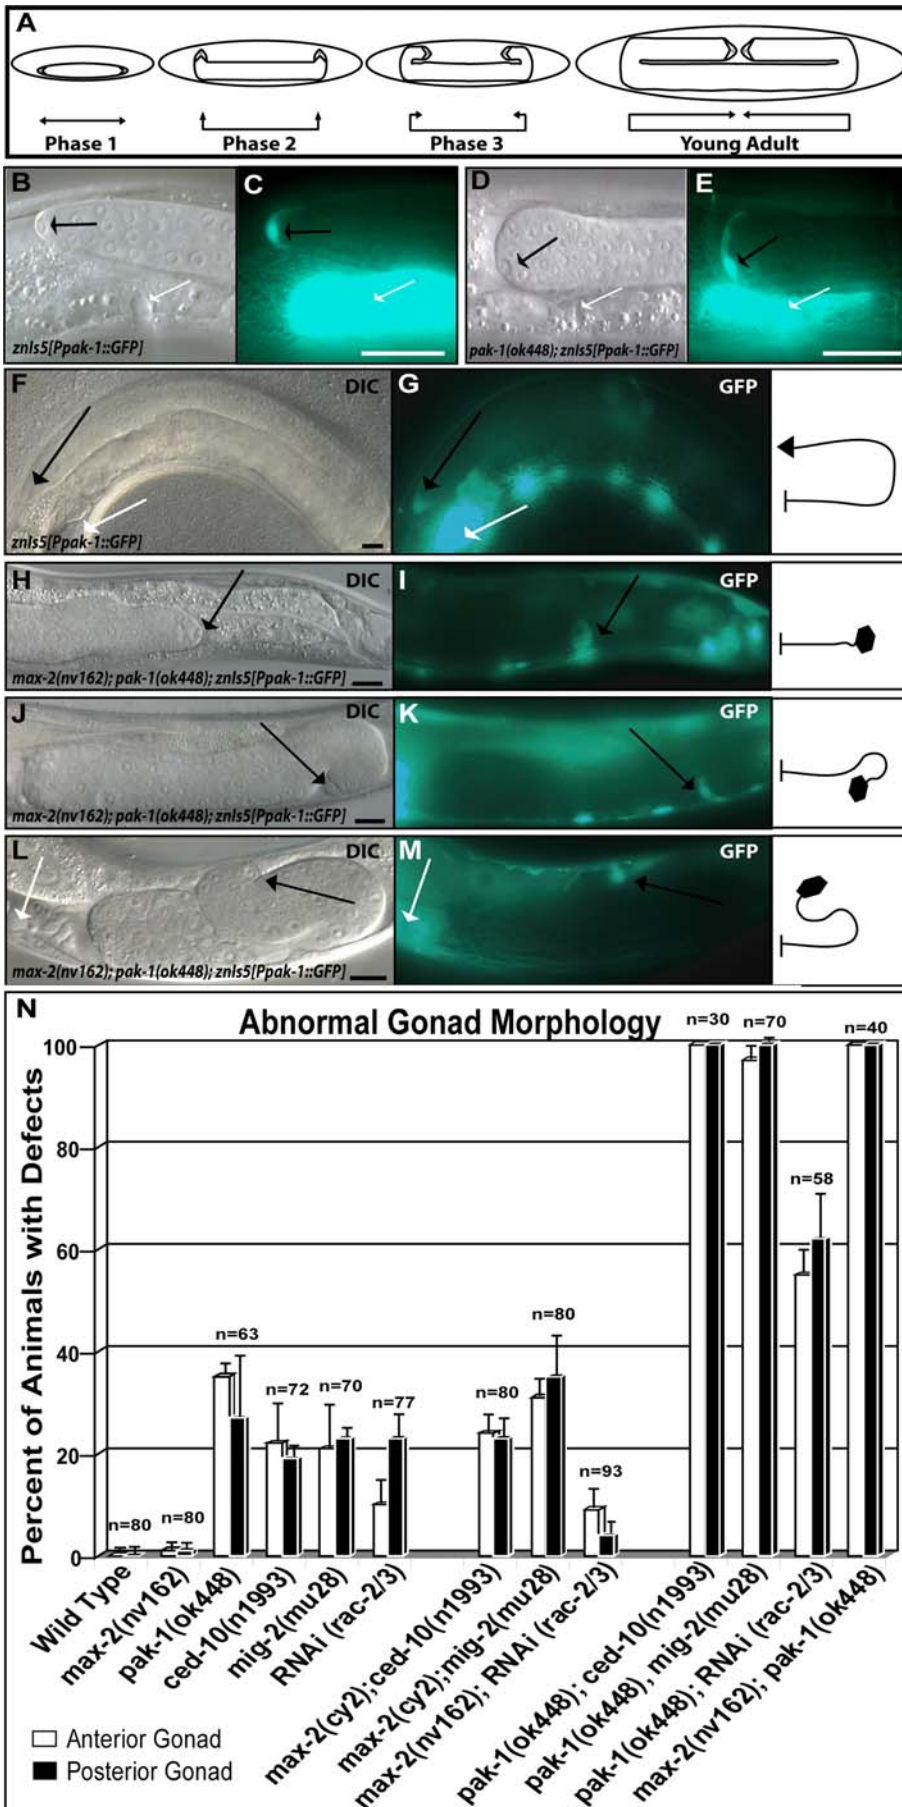 A
Phase 1
Phase 2
Phase 3
Young Adult
B
C
D
E
znIs5[Ppak-1::GFP]
pak-1(ok448); znIs5[Ppak-1::GFP]
F
DIC
G
GFP
znIs5[Ppak-1::GFP]
H
DIC
I
GFP
max-2(nv162); pak-1(ok448); znIs5[Ppak-1::GFP]
J
DIC
K
GFP
max-2(nv162); pak-1(ok448); znIs5[Ppak-1::GFP]
L
DIC
M
GFP
max-2(nv162); pak-1(ok448); znIs5[Ppak-1::GFP]
N
Abnormal Gonad Morphology
Percent of Animals with Defects
100
80
60
40
20
0
n=80
n=80
n=63
n=72
n=70
n=77
n=80
n=80
n=93
n=30
n=70
n=58
n=40
Wild Type
max-2(nv162)
pak-1(ok448)
ced-10(n1993)
mig-2(mu28)
RNAi (rac-2/3)
max-2(cy2);ced-10(n1993)
max-2(cy2);mig-2(mu28)
max-2(nv162); RNAi (rac-2/3)
pak-1(ok448); ced-10(n1993)
pak-1(ok448), mig-2(mu28)
pak-1(ok448); RNAi (rac-2/3)
max-2(nv162); pak-1(ok448)
Anterior Gonad
Posterior Gonad